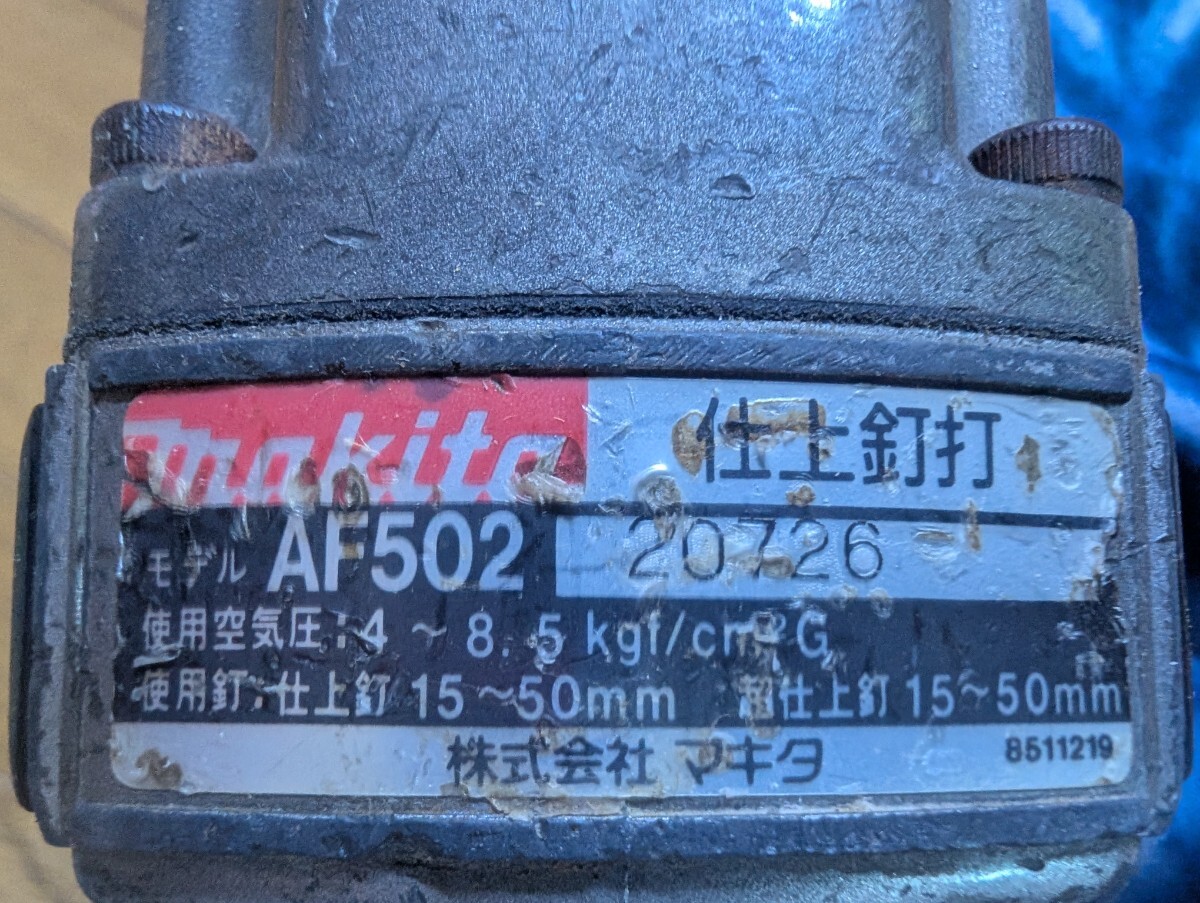 makita
仕上釘打
モデル AF502 20726
使用空気圧:4～8.5kgf/cm²G
使用釘:仕上釘 15～50mm 超仕上釘 15～50mm
株式会社 マキタ 8511219